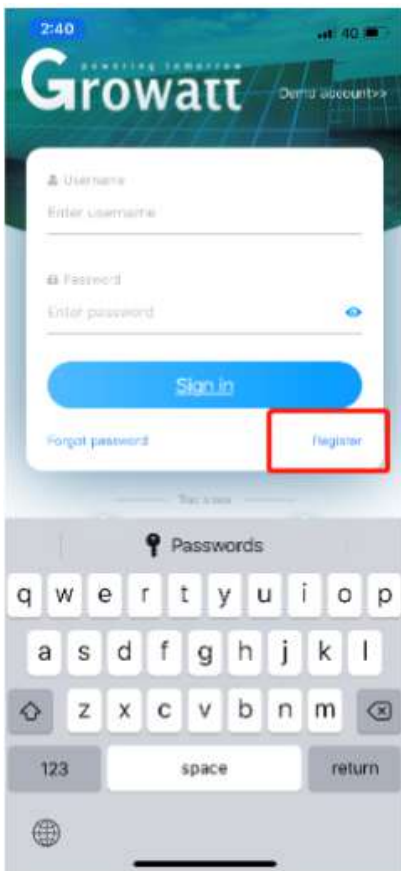 2:40
4G
powering tomorrow
Growatt
Demo account>>
Username
Enter username
Password
Enter password
Sign in
Forgot password Register
Passwords
q w e r t y u i o p
a s d f g h j k l
z x c v b n m
123 space return